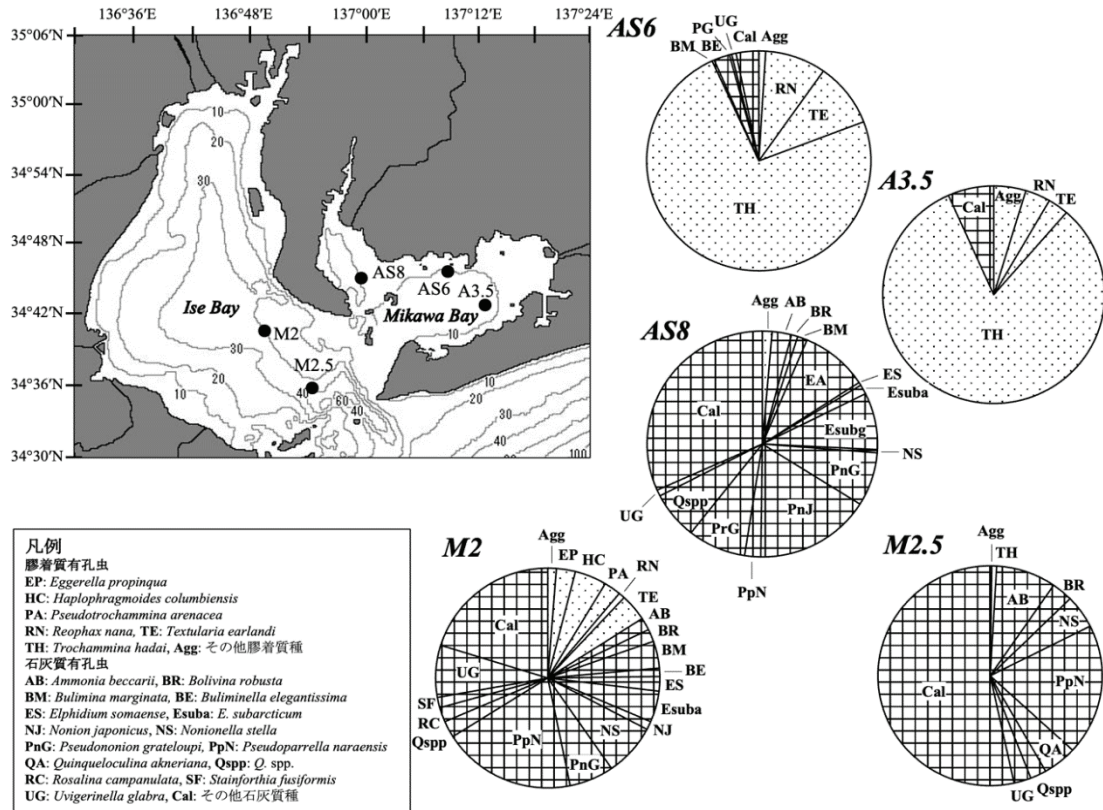 136°36'E 136°48'E 137°00'E 137°12'E 137°24'E
35°06'N
35°00'N
34°54'N
34°48'N
34°42'N
34°36'N
34°30'N
10
20
30
Ise Bay
Mikawa Bay
AS8
AS6
A3.5
M2
M2.5
10
30
20
10
40
60
40
10
20
30
40
100
AS6
BM PG BE UG Cal Agg
RN
TE
TH
A3.5
Cal Agg RN TE
TH
AS8
Agg AB BR BM
EA
ES
Esuba
Esubg
NS
PnG
PnJ
PpN
PrG
Qspp
UG
Cal
M2
Agg EP HC PA RN
TE
AB
BR
BM
BE
ES
Esuba
NJ
NS
PnG
PpN
Qspp
RC
SF
UG
Cal
M2.5
Agg TH
AB
BR
NS
PpN
QA
Qspp
UG
Cal
凡例
膠着質有孔虫
EP: Eggerella propinqua
HC: Haplophragmoides columbiensis
PA: Pseudotrochammina arenacea
RN: Reophax nana, TE: Textularia earlandi
TH: Trochammina hadai, Agg: その他膠着質種
石灰質有孔虫
AB: Ammonia beccarii, BR: Bolivina robusta
BM: Bulimina marginata, BE: Buliminella elegantissima
ES: Elphidium somaense, Esuba: E. subarcticum
NJ: Nonion japonicus, NS: Nonionella stella
PnG: Pseudononion grateloupi, PpN: Pseudoparrella naraensis
QA: Quinqueloculina akneriana, Qspp: Q. spp.
RC: Rosalina campanulata, SF: Stainforthia fusiformis
UG: Uvigerinella glabra, Cal: その他石灰質種